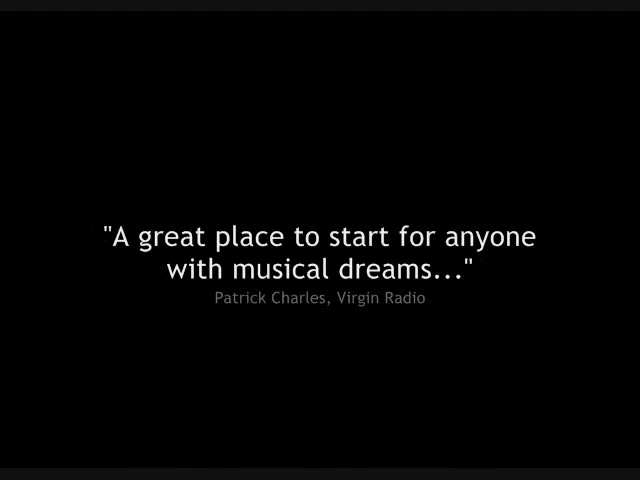 "A great place to start for anyone
with musical dreams..."
Patrick Charles, Virgin Radio